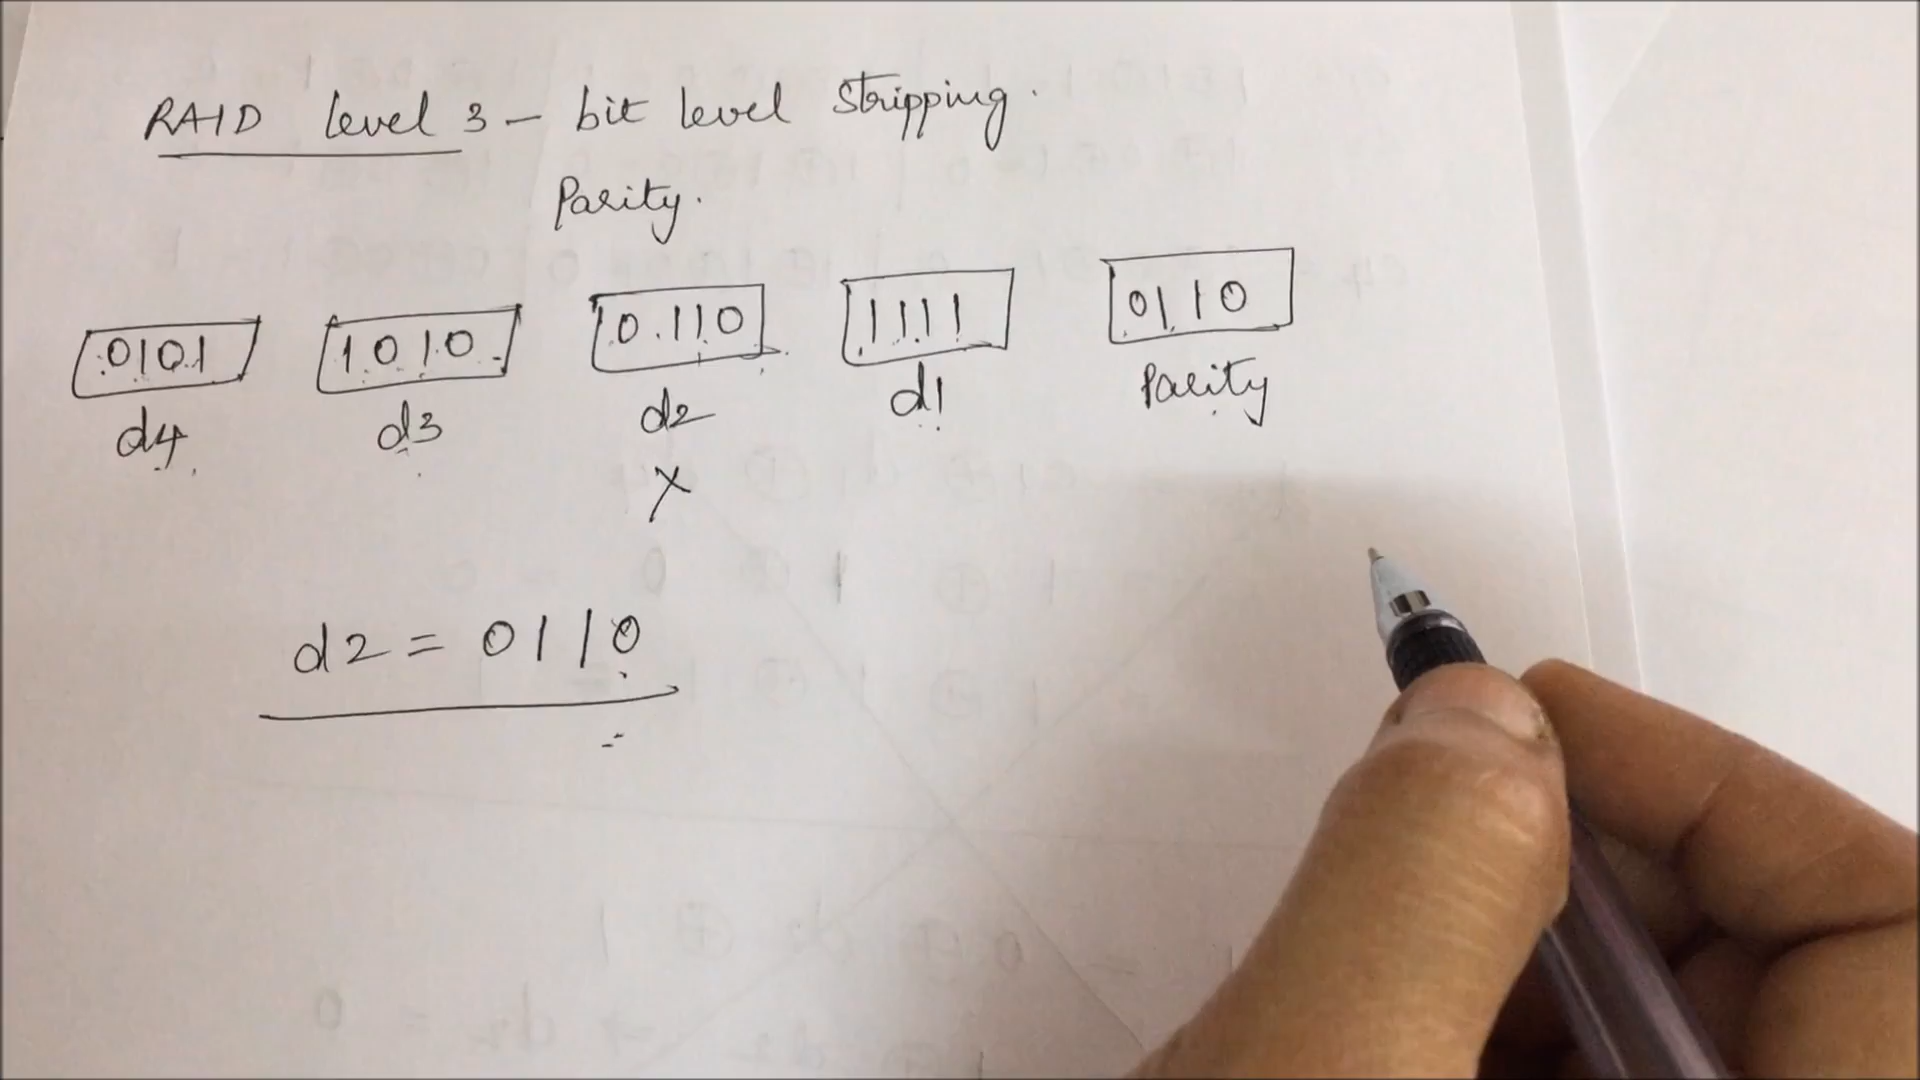 RAID level 3 - bit level Stripping.
Parity.
0101 1010 0110 1111 0110
d4 d3 d2 d1 Parity
X
d2 = 0110